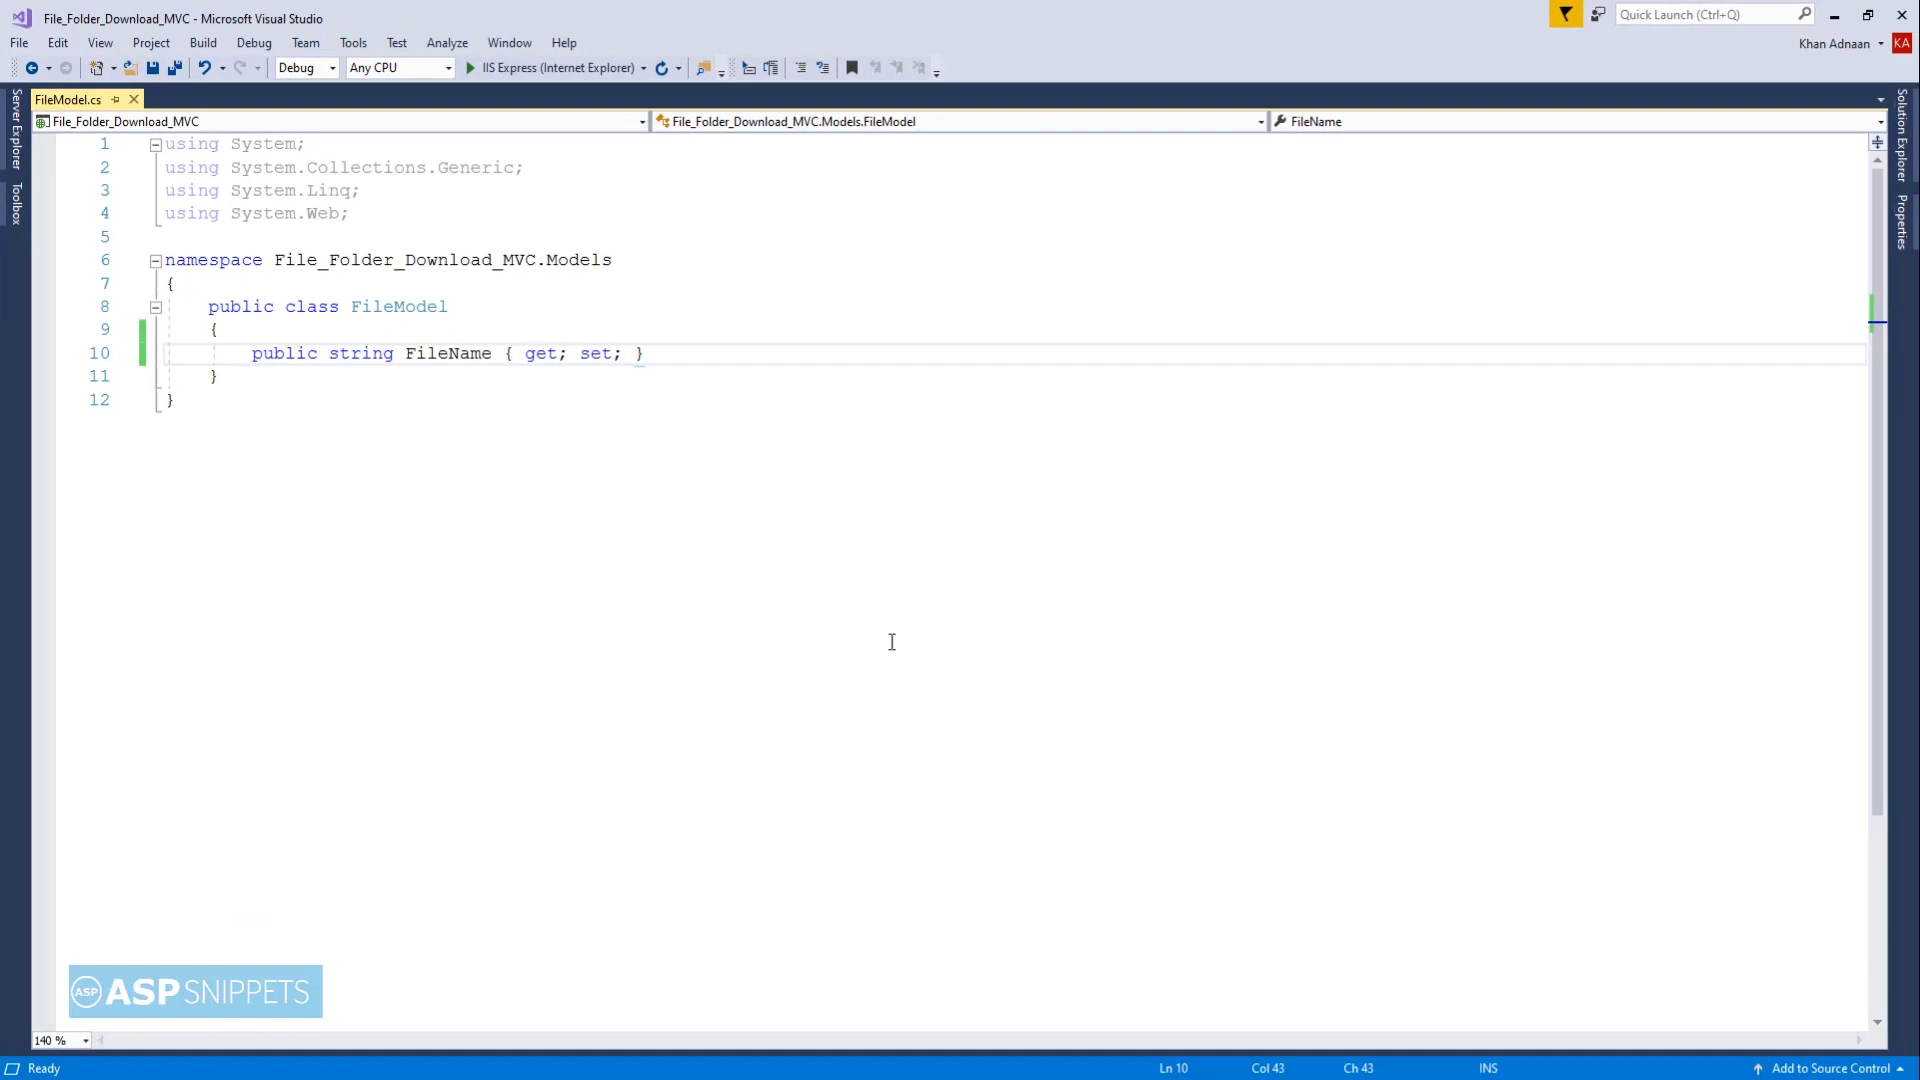 File_Folder_Download_MVC - Microsoft Visual Studio
Quick Launch (Ctrl+Q)
File Edit View Project Build Debug Team Tools Test Analyze Window Help
Khan Adnaan KA
Debug Any CPU IIS Express (Internet Explorer)
FileModel.cs
File_Folder_Download_MVC File_Folder_Download_MVC.Models.FileModel FileName
Server Explorer
Toolbox
Solution Explorer
Properties
1 using System;
2 using System.Collections.Generic;
3 using System.Linq;
4 using System.Web;
5
6 namespace File_Folder_Download_MVC.Models
7 {
8 public class FileModel
9 {
10 public string FileName { get; set; }
11 }
12 }
ASP ASPSNIPPETS
140 %
Ready Ln 10 Col 43 Ch 43 INS Add to Source Control